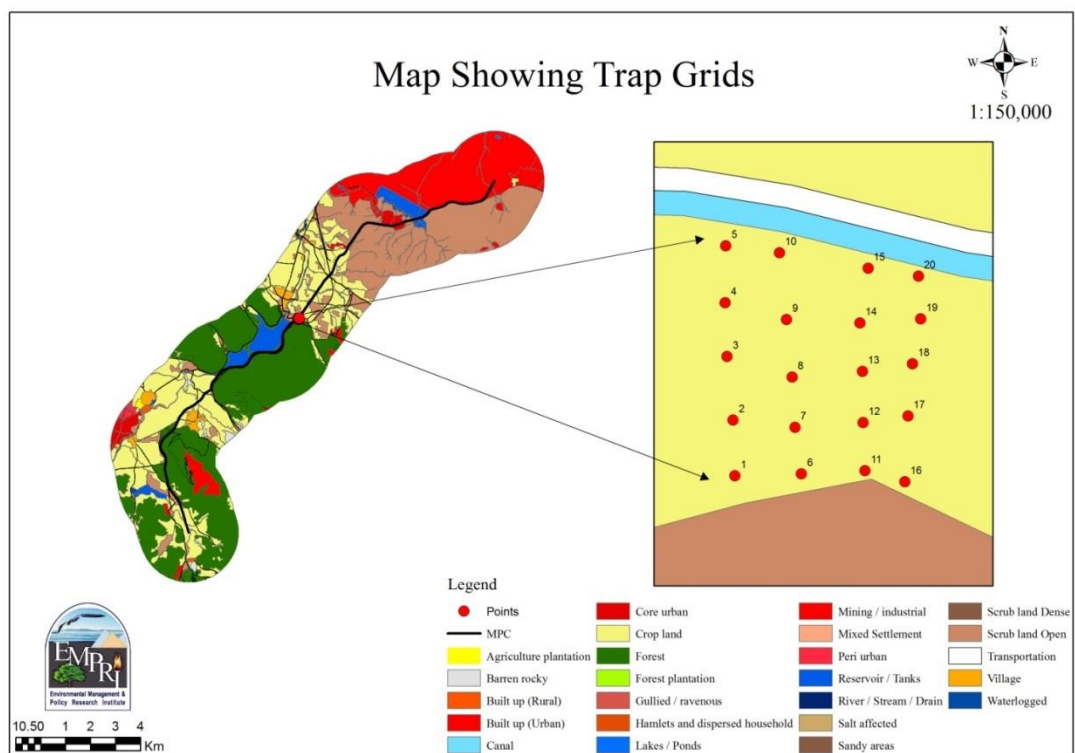 Map Showing Trap Grids
N
W E
S
1:150,000
5
10
15
20
4
9
14
19
3
8
13
18
2
7
12
17
1
6
11
16
Legend
Points
MPC
Agriculture plantation
Barren rocky
Built up (Rural)
Built up (Urban)
Canal
Core urban
Crop land
Forest
Forest plantation
Gullied / ravenous
Hamlets and dispersed household
Lakes / Ponds
Mining / industrial
Mixed Settlement
Peri urban
Reservoir / Tanks
River / Stream / Drain
Salt affected
Sandy areas
Scrub land Dense
Scrub land Open
Transportation
Village
Waterlogged
EMPRI
Environmental Management &
Policy Research Institute
10.50 1 2 3 4
Km